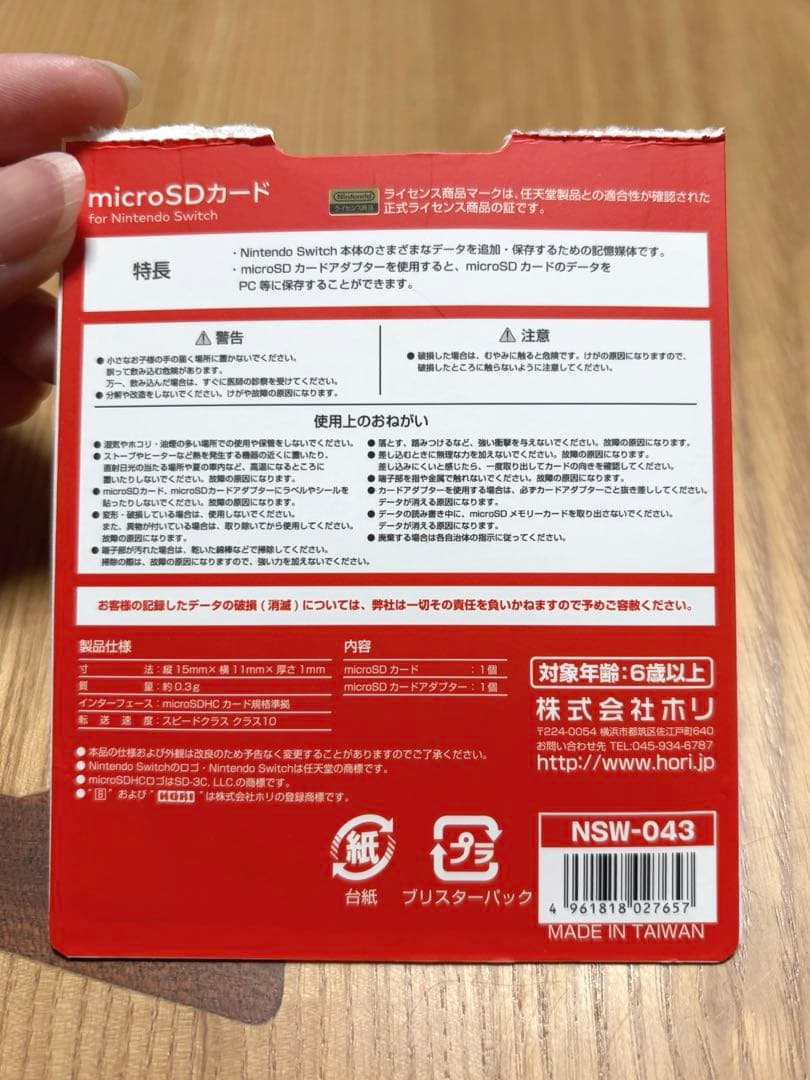 microSDカード
for Nintendo Switch
Nintendo
ライセンス商品
ライセンス商品マークは、任天堂製品との適合性が確認された
正式ライセンス商品の証です。
特長
・Nintendo Switch 本体のさまざまなデータを追加・保存するための記憶媒体です。
・microSD カードアダプターを使用すると、microSD カードのデータを
PC 等に保存することができます。
⚠ 警告
● 小さなお子様の手の届く場所に置かないでください。
誤って飲み込む危険があります。
万一、飲み込んだ場合は、すぐに医師の診察を受けてください。
● 分解や改造をしないでください。けがや故障の原因になります。
⚠ 注意
● 破損した場合は、むやみに触ると危険です。けがの原因になりますので、
破損したところに触らないように注意してください。
使用上のおねがい
● 湿気やホコリ・油煙の多い場所での使用や保管をしないでください。
● ストーブやヒーターなど熱を発生する機器の近くに置いたり、
直射日光の当たる場所や夏の車内など、高温になるところに
置いたりしないでください。故障の原因になります。
● microSDカード、microSDカードアダプターにラベルやシールを
貼ったりしないでください。故障の原因になります。
● 変形・破損している場合は、使用しないでください。
また、異物が付いている場合は、取り除いてから使用してください。
故障の原因になります。
● 端子部が汚れた場合は、乾いた綿棒などで掃除してください。
掃除の際は、故障の原因になりますので、強い力を加えないでください。
● 落とす、踏みつけるなど、強い衝撃を与えないでください。故障の原因になります。
● 差し込むときに無理な力を加えないでください。故障の原因になります。
差し込みにくいと感じたら、一度取り出してカードの向きを確認してください。
● 端子部を指や金属で触れないでください。故障の原因になります。
● カードアダプターを使用する場合は、必ずカードアダプターごと抜き差ししてください。
データが消える原因になります。
● データの読み書き中に、microSD メモリーカードを取り出さないでください。
データが消える原因になります。
● 廃棄する場合は各自治体の指示に従ってください。
お客様の記録したデータの破損(消滅)については、弊社は一切その責任を負いかねますので予めご容赦ください。
製品仕様
寸 法:縦 15mm× 横 11mm× 厚さ 1mm
質 量:約 0.3g
インターフェース:microSDHC カード規格準拠
転 送 速 度:スピードクラス クラス10
内容
microSD カード :1個
microSD カードアダプター:1個
対象年齢:6歳以上
株式会社ホリ
〒224-0054 横浜市都筑区佐江戸町640
お問い合わせ先 TEL:045-934-6787
http://www.hori.jp
● 本品の仕様および外観は改良のため予告なく変更することがありますのでご了承ください。
● Nintendo Switchのロゴ・Nintendo Switchは任天堂の商標です。
● microSDHCロゴはSD-3C, LLC.の商標です。
● "B" および "HORI" は株式会社ホリの登録商標です。
紙
台紙
プラ
ブリスターパック
NSW-043
4 961818 027657
MADE IN TAIWAN